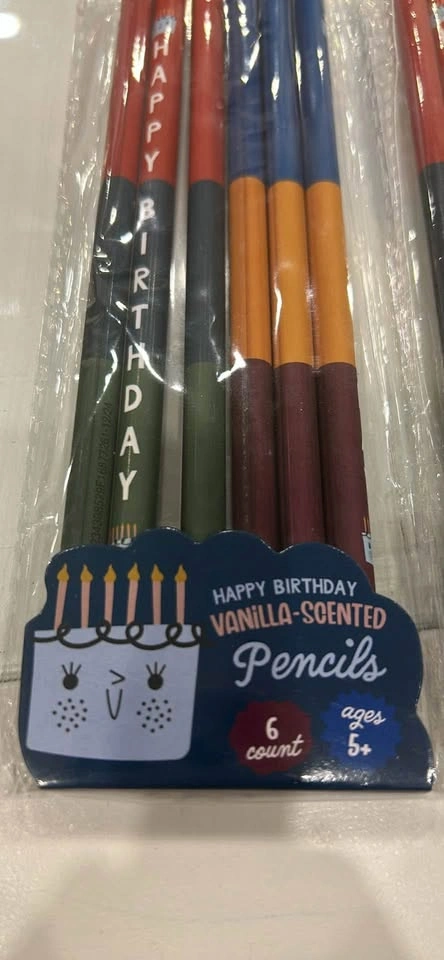 HAPPY BIRTHDAY
HAPPY BIRTHDAY
VANiLLA-SCENTED
Pencils
6
count
ages
5+